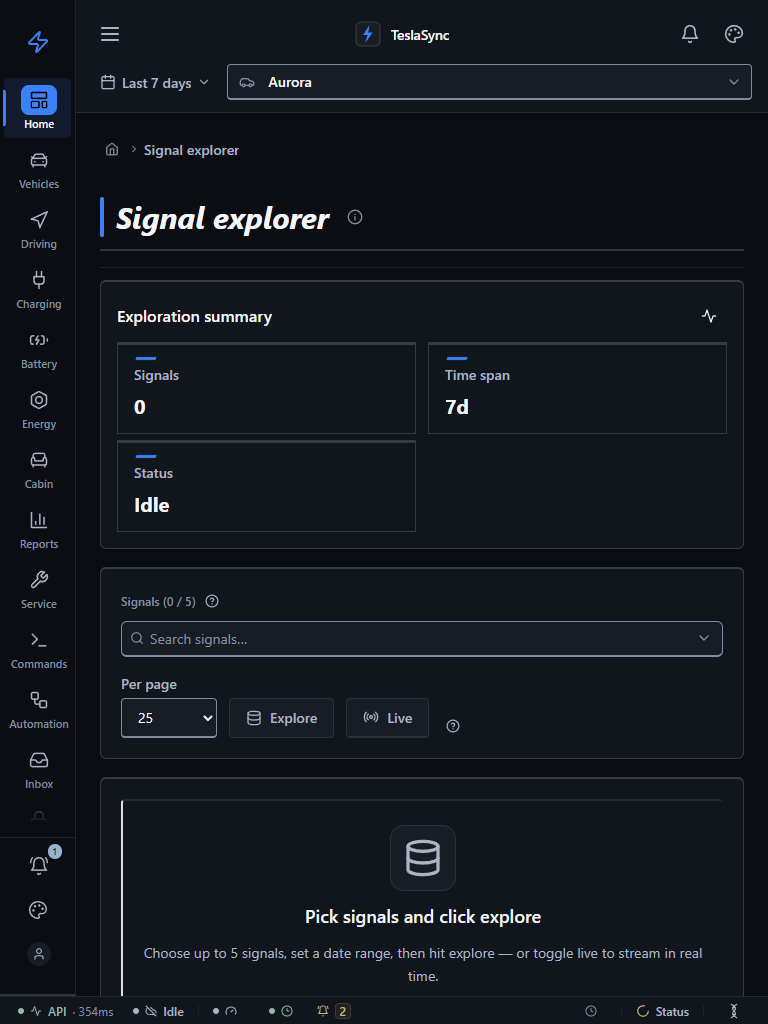 TeslaSync
Last 7 days
Aurora
Home
Vehicles
Driving
Charging
Battery
Energy
Cabin
Reports
Service
Commands
Automation
Inbox
1
Signal explorer
Signal explorer
Exploration summary
Signals
0
Time span
7d
Status
Idle
Signals (0 / 5)
Search signals...
Per page
25
Explore
Live
Pick signals and click explore
Choose up to 5 signals, set a date range, then hit explore — or toggle live to stream in real
time.
API · 354ms
Idle
2
Status